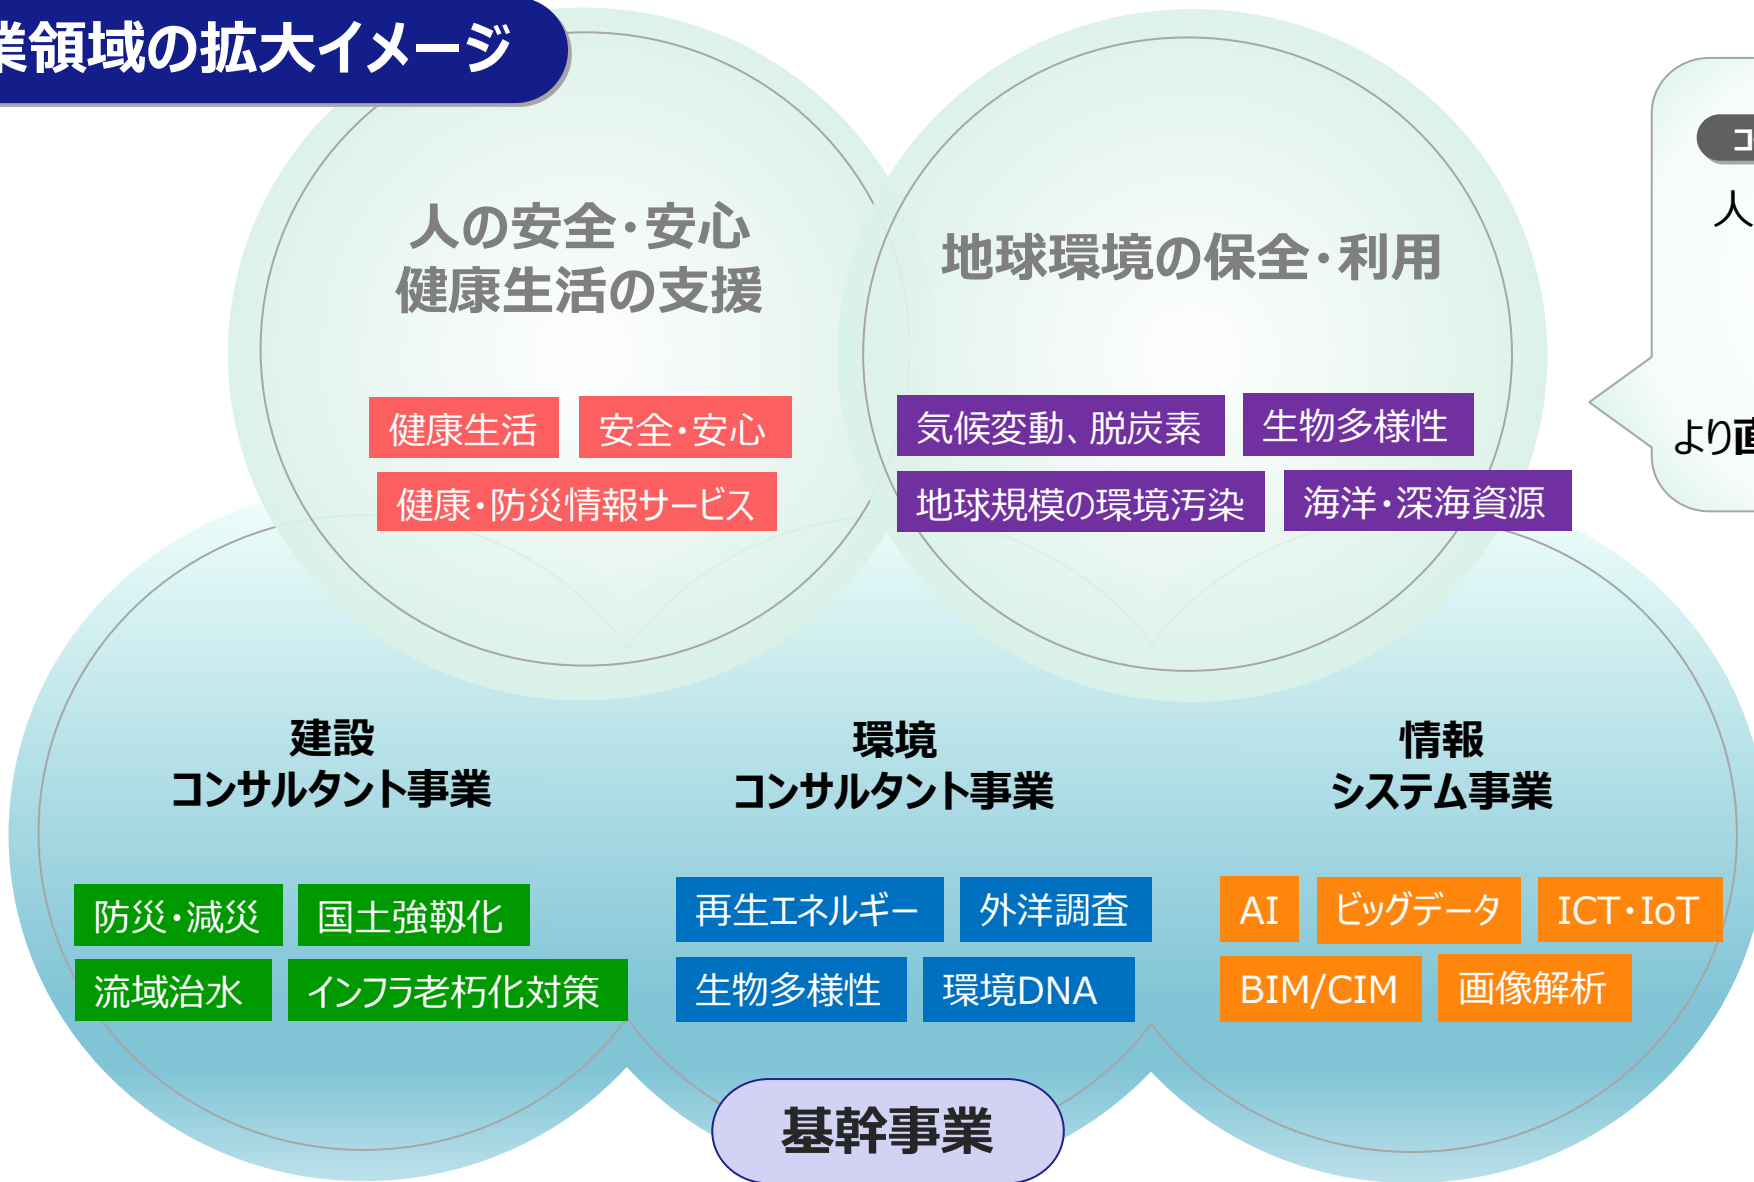 業領域の拡大イメージ
人の安全・安心
健康生活の支援
健康生活
安全・安心
健康・防災情報サービス
地球環境の保全・利用
気候変動、脱炭素
生物多様性
地球規模の環境汚染
海洋・深海資源
コ
人
より直
建設
コンサルタント事業
防災・減災
国土強靱化
流域治水
インフラ老朽化対策
環境
コンサルタント事業
再生エネルギー
外洋調査
生物多様性
環境DNA
情報
システム事業
AI
ビッグデータ
ICT・IoT
BIM/CIM
画像解析
基幹事業